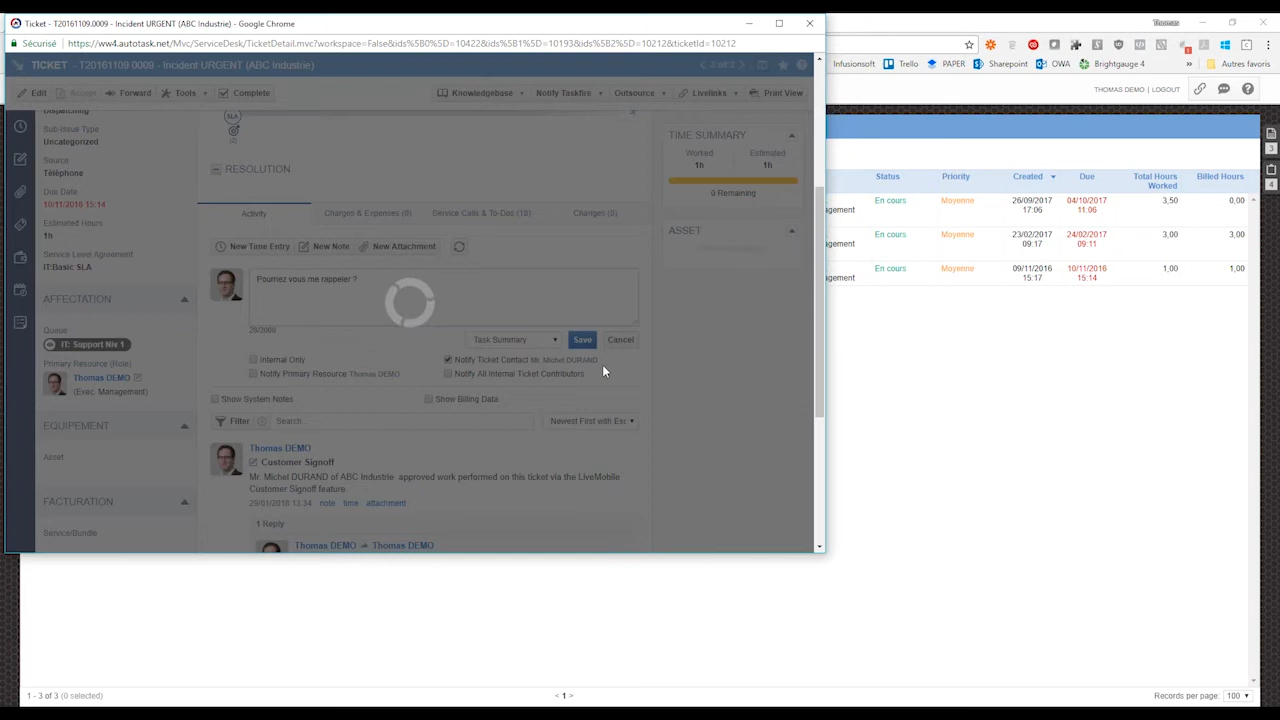 Ticket - T20161109.0009 - Incident URGENT (ABC Industrie) - Google Chrome
Sécurisé https://ww4.autotask.net/Mvc/ServiceDesk/TicketDetail.mvc?workspace=False&ids%5B0%5D=10422&ids%5B1%5D=10193&ids%5B2%5D=10212&ticketId=10212
TICKET - T20161109.0009 - Incident URGENT (ABC Industrie)
Edit Accept Forward Tools Complete Knowledgebase Notify Taskfire Outsource Livelinks Print View
Dispatching
Sub-Issue Type
Uncategorized
Source
Téléphone
Due Date
10/11/2016 15:14
Estimated Hours
1h
Service Level Agreement
IT:Basic SLA
AFFECTATION
Queue
IT: Support Niv 1
Primary Resource (Role)
Thomas DEMO
(Exec. Management)
EQUIPEMENT
Asset
FACTURATION
Service/Bundle
SLA
RESOLUTION
Activity Charges & Expenses (0) Service Calls & To-Dos (18) Changes (0)
New Time Entry New Note New Attachment
Pourriez vous me rappeler ?
28/2000
Task Summary Save Cancel
Internal Only Notify Ticket Contact Mr. Michel DURAND
Notify Primary Resource Thomas DEMO Notify All Internal Ticket Contributors
Show System Notes Show Billing Data
Filter Search... Newest First with Esc
Thomas DEMO
Customer Signoff
Mr. Michel DURAND of ABC Industrie approved work performed on this ticket via the LiveMobile
Customer Signoff feature.
29/01/2018 13:34 note time attachment
1 Reply
Thomas DEMO Thomas DEMO
TIME SUMMARY
Worked Estimated
1h 1h
0 Remaining
ASSET
Thomas
Infusionsoft Trello PAPER Sharepoint OWA Brightgauge 4 Autres favoris
THOMAS DEMO | LOGOUT
3
4
Status Priority Created Due Total Hours Worked Billed Hours
agement En cours Moyenne 26/09/2017 17:06 04/10/2017 11:06 3,50 0,00
agement En cours Moyenne 23/02/2017 09:17 24/02/2017 09:11 3,00 3,00
agement En cours Moyenne 09/11/2016 15:17 10/11/2016 15:14 1,00 1,00
1 - 3 of 3 (0 selected) < 1 > Records per page: 100